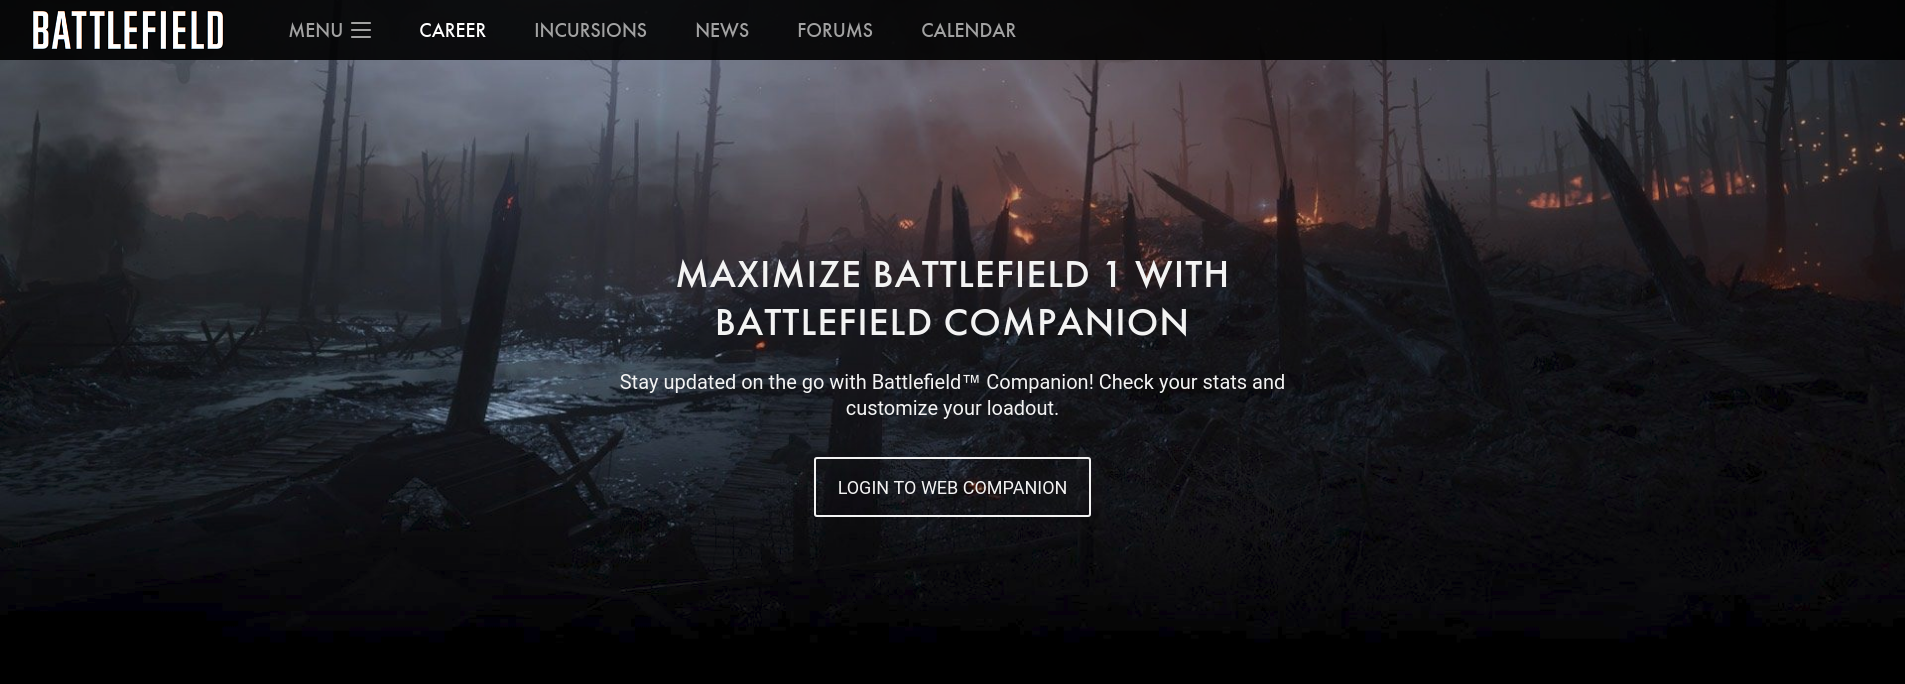 BATTLEFIELD MENU CAREER INCURSIONS NEWS FORUMS CALENDAR
MAXIMIZE BATTLEFIELD 1 WITH
BATTLEFIELD COMPANION
Stay updated on the go with Battlefield™ Companion! Check your stats and
customize your loadout.
LOGIN TO WEB COMPANION